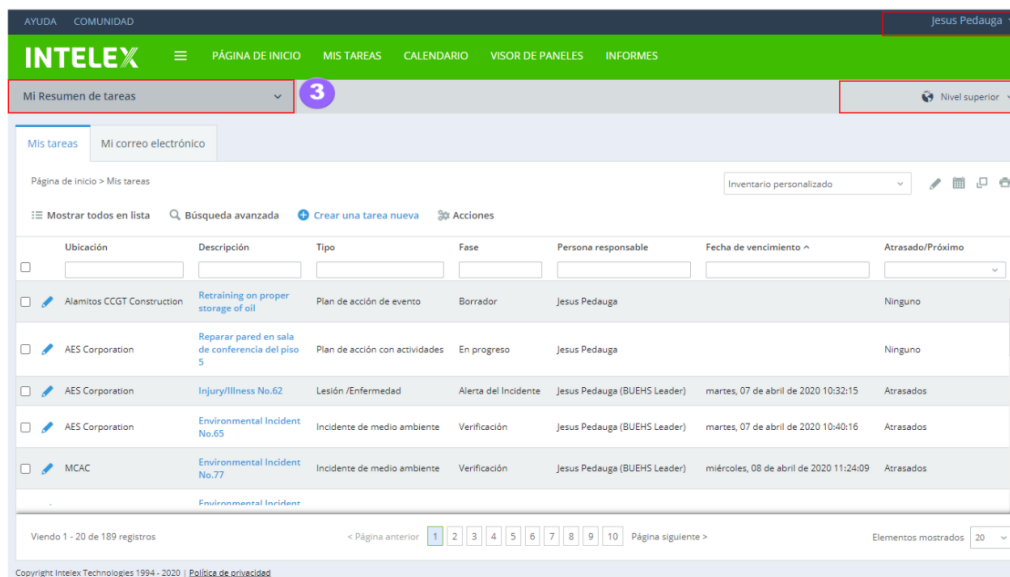 AYUDA COMUNIDAD Jesus Pedauga
INTELEX PÁGINA DE INICIO MIS TAREAS CALENDARIO VISOR DE PANELES INFORMES
Mi Resumen de tareas 3 Nivel superior
Mis tareas Mi correo electrónico
Página de inicio > Mis tareas Inventario personalizado
Mostrar todos en lista Búsqueda avanzada Crear una tarea nueva Acciones
Ubicación Descripción Tipo Fase Persona responsable Fecha de vencimiento Atrasado/Próximo
Alamitos CCGT Construction Retraining on proper storage of oil Plan de acción de evento Borrador Jesus Pedauga Ninguno
AES Corporation Reparar pared en sala de conferencia del piso 5 Plan de acción con actividades En progreso Jesus Pedauga Ninguno
AES Corporation Injury/Illness No.62 Lesión /Enfermedad Alerta del Incidente Jesus Pedauga (BUEHS Leader) martes, 07 de abril de 2020 10:32:15 Atrasados
AES Corporation Environmental Incident No.65 Incidente de medio ambiente Verificación Jesus Pedauga (BUEHS Leader) martes, 07 de abril de 2020 10:40:16 Atrasados
MCAC Environmental Incident No.77 Incidente de medio ambiente Verificación Jesus Pedauga (BUEHS Leader) miércoles, 08 de abril de 2020 11:24:09 Atrasados
Environmental Incident
Viendo 1 - 20 de 189 registros < Página anterior 1 2 3 4 5 6 7 8 9 10 Página siguiente > Elementos mostrados 20
Copyright Intelex Technologies 1994 - 2020 | Política de privacidad